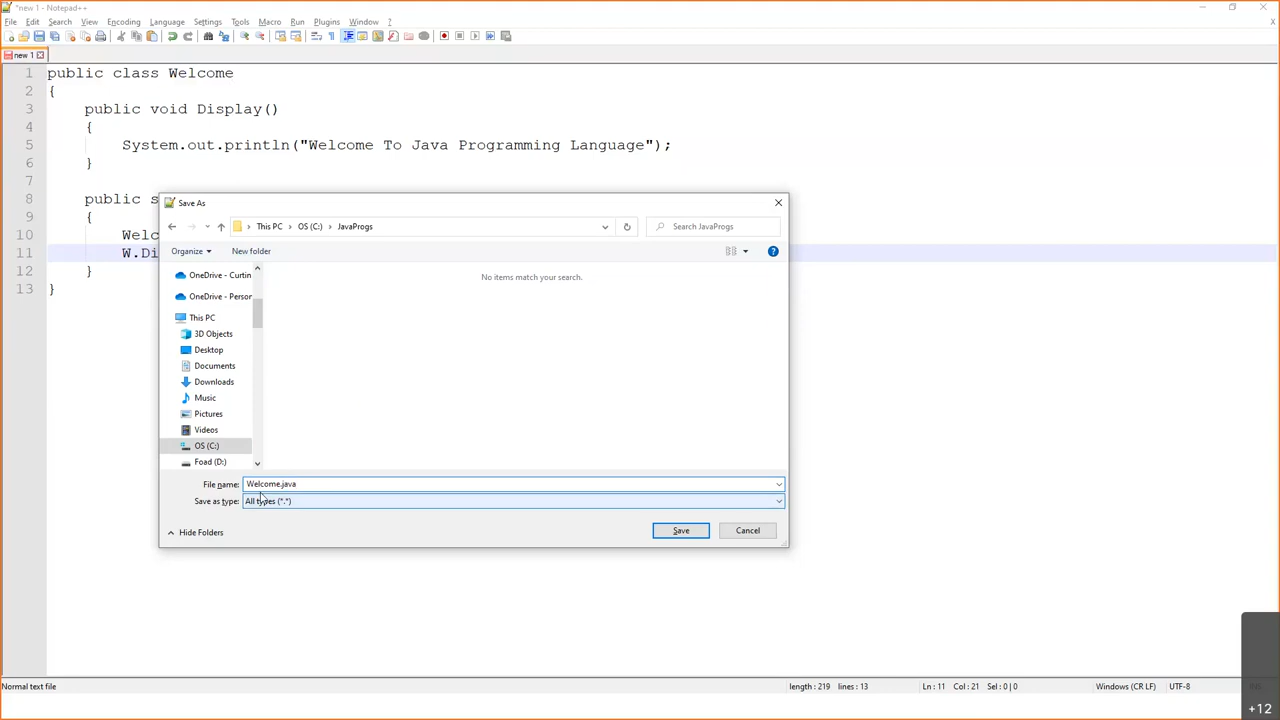 *new 1 - Notepad++
File Edit Search View Encoding Language Settings Tools Macro Run Plugins Window ?
X
new 1
1 public class Welcome
2 {
3 public void Display()
4 {
5 System.out.println("Welcome To Java Programming Language");
6 }
7
8 public s
9 {
10 Welc
11 W.Di
12 }
13 }
Save As
This PC > OS (C:) > JavaProgs
Search JavaProgs
Organize
New folder
?
No items match your search.
OneDrive - Curtin
OneDrive - Person
This PC
3D Objects
Desktop
Documents
Downloads
Music
Pictures
Videos
OS (C:)
Foad (D:)
File name: Welcome.java
Save as type: All types (*.*)
Hide Folders
Save
Cancel
Normal text file
length : 219 lines : 13
Ln : 11 Col : 21 Sel : 0 | 0
Windows (CR LF)
UTF-8
+12